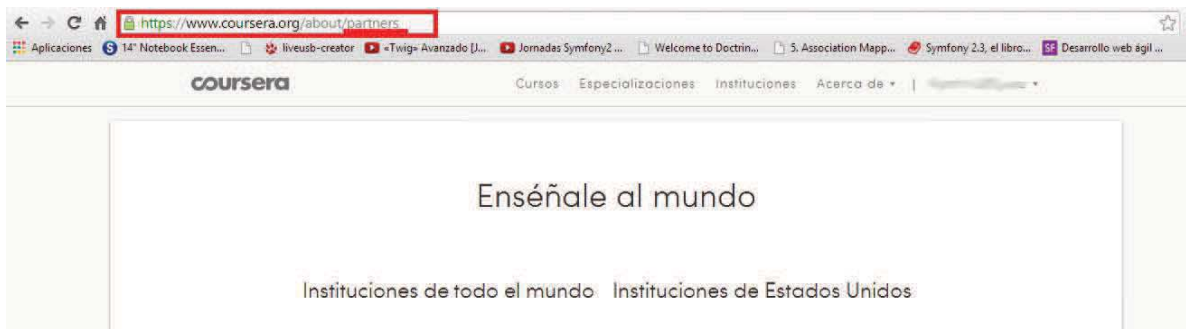 https://www.coursera.org/about/partners
Aplicaciones 14" Notebook Essen... liveusb-creator «Twig» Avanzado (J... Jornadas Symfony2 ... Welcome to Doctrin... 5. Association Mapp... Symfony 2.3, el libro... Desarrollo web ágil ...
coursera Cursos Especializaciones Instituciones Acerca de |
Enséñale al mundo
Instituciones de todo el mundo Instituciones de Estados Unidos